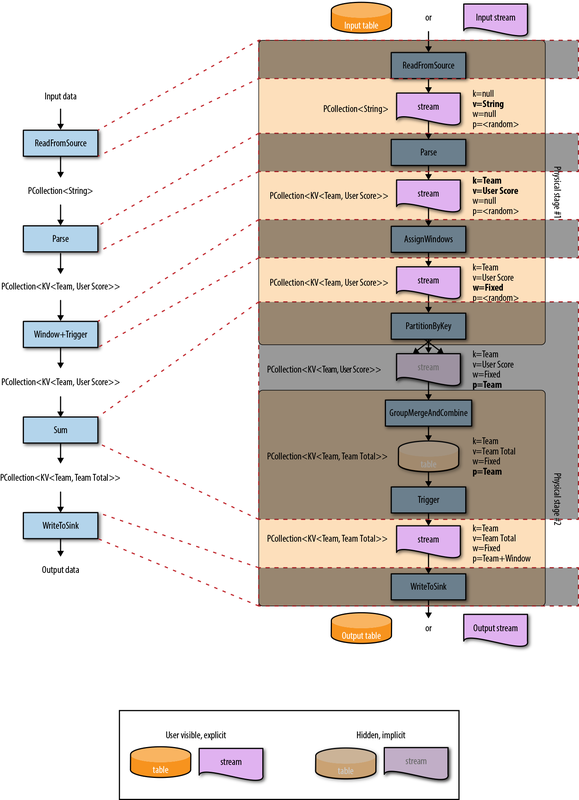 Input table
or
Input stream
Input data
ReadFromSource
PCollection<String>
Parse
PCollection<KV<Team, User Score>>
Window+Trigger
PCollection<KV<Team, User Score>>
Sum
PCollection<KV<Team, Team Total>>
WriteToSink
Output data
ReadFromSource
PCollection<String>
stream
k=null
v=String
w=null
p=<random>
Parse
PCollection<KV<Team, User Score>>
stream
k=Team
v=User Score
w=null
p=<random>
AssignWindows
PCollection<KV<Team, User Score>>
stream
k=Team
v=User Score
w=Fixed
p=<random>
PartitionByKey
Physical stage #1
PCollection<KV<Team, User Score>>
stream
k=Team
v=User Score
w=Fixed
p=Team
GroupMergeAndCombine
PCollection<KV<Team, Team Total>>
table
k=Team
v=Team Total
w=Fixed
p=Team
Trigger
PCollection<KV<Team, Team Total>>
stream
k=Team
v=Team Total
w=Fixed
p=Team+Window
WriteToSink
Physical stage #2
Output table
or
Output stream
User visible, explicit
table
stream
Hidden, implicit
table
stream